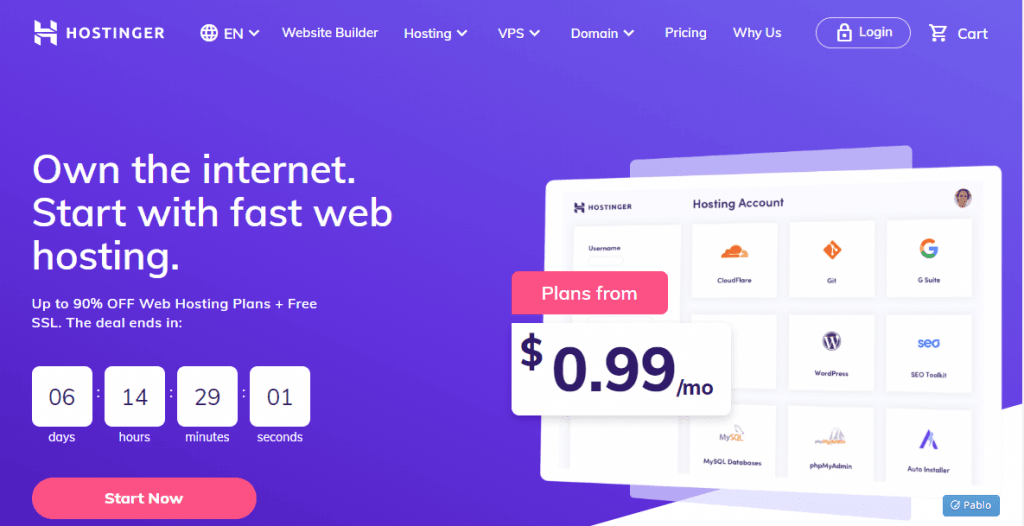 HOSTINGER
EN
Website Builder
Hosting
VPS
Domain
Pricing
Why Us
Login
Cart
Own the internet.
Start with fast web
hosting.
Up to 90% OFF Web Hosting Plans + Free
SSL. The deal ends in:
06 : 14 : 29 : 01
days hours minutes seconds
Start Now
HOSTINGER
Hosting Account
Username
CloudFlare
Git
G
G Suite
Plans from
$ 0.99/mo
WordPress
seo
SEO Toolkit
MySQL
MySQL Databases
phpMyAdmin
phpMyAdmin
Auto Installer
Pablo